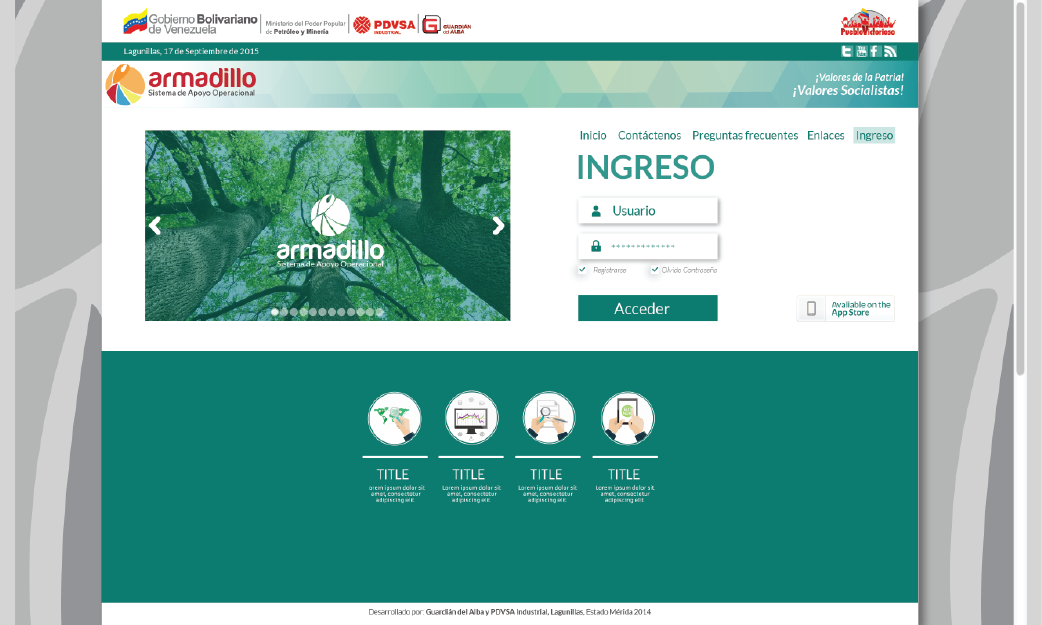 Gobierno Bolivariano
de Venezuela
Ministerio del Poder Popular
de Petróleo y Minería
PDVSA
INDUSTRIAL
GUARDIÁN
del ALBA
PuebloVictorioso
Lagunillas, 17 de Septiembre de 2015
armadillo
Sistema de Apoyo Operacional
¡Valores de la Patria!
¡Valores Socialistas!
Inicio Contáctenos Preguntas frecuentes Enlaces Ingreso
INGRESO
Usuario
*************
Registrarse Olvido Contraseña
Acceder
armadillo
Sistema de Apoyo Operacional
Available on the
App Store
TITLE TITLE TITLE TITLE
orem ipsum dolor sit Lorem ipsum dolor sit Lorem ipsum dolor sit Lorem ipsum dolor sit
amet, consectetur amet, consectetur amet, consectetur amet, consectetur
adipiscing elit adipiscing elit adipiscing elit adipiscing elit
Desarrollado por: Guardián del Alba y PDVSA Industrial, Lagunillas, Estado Mérida 2014